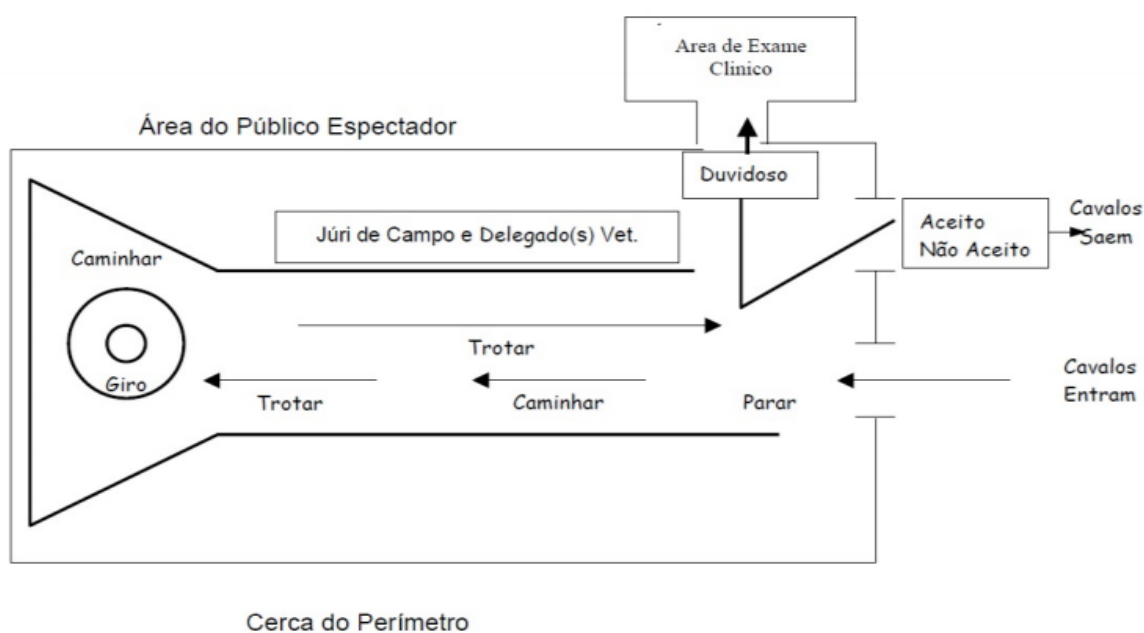 Area de Exame
Clinico
Área do Público Espectador
Duvidoso
Júri de Campo e Delegado(s) Vet.
Aceito
Não Aceito
Cavalos
Saem
Caminhar
Trotar
Giro
Trotar
Caminhar
Parar
Cavalos
Entram
Cerca do Perímetro